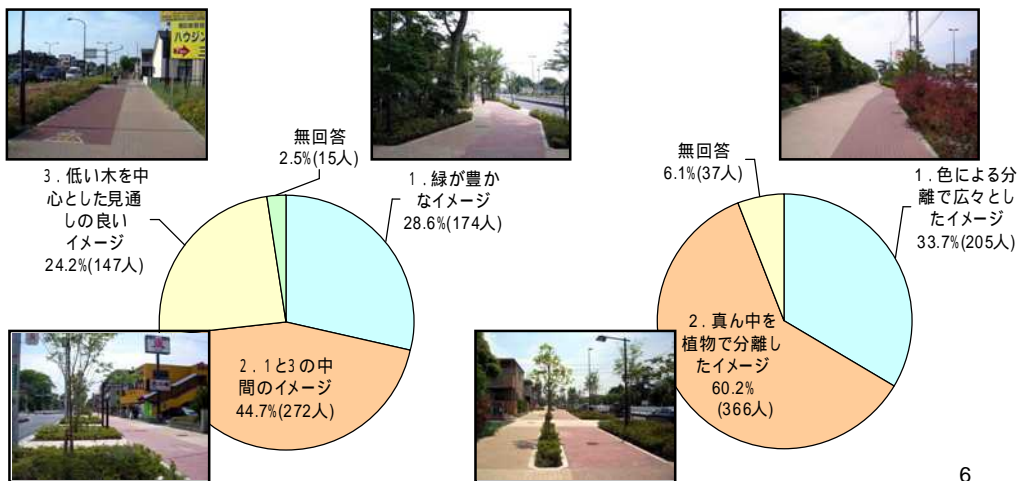 ハウジン
無回答
2.5%(15人)
3．低い木を中
心とした見通
しの良い
イメージ
24.2%(147人)
1．緑が豊か
なイメージ
28.6%(174人)
2．1と3の中
間のイメージ
44.7%(272人)
無回答
6.1%(37人)
1．色による分
離で広々とし
たイメージ
33.7%(205人)
2．真ん中を
植物で分離し
たイメージ
60.2%
(366人)
6